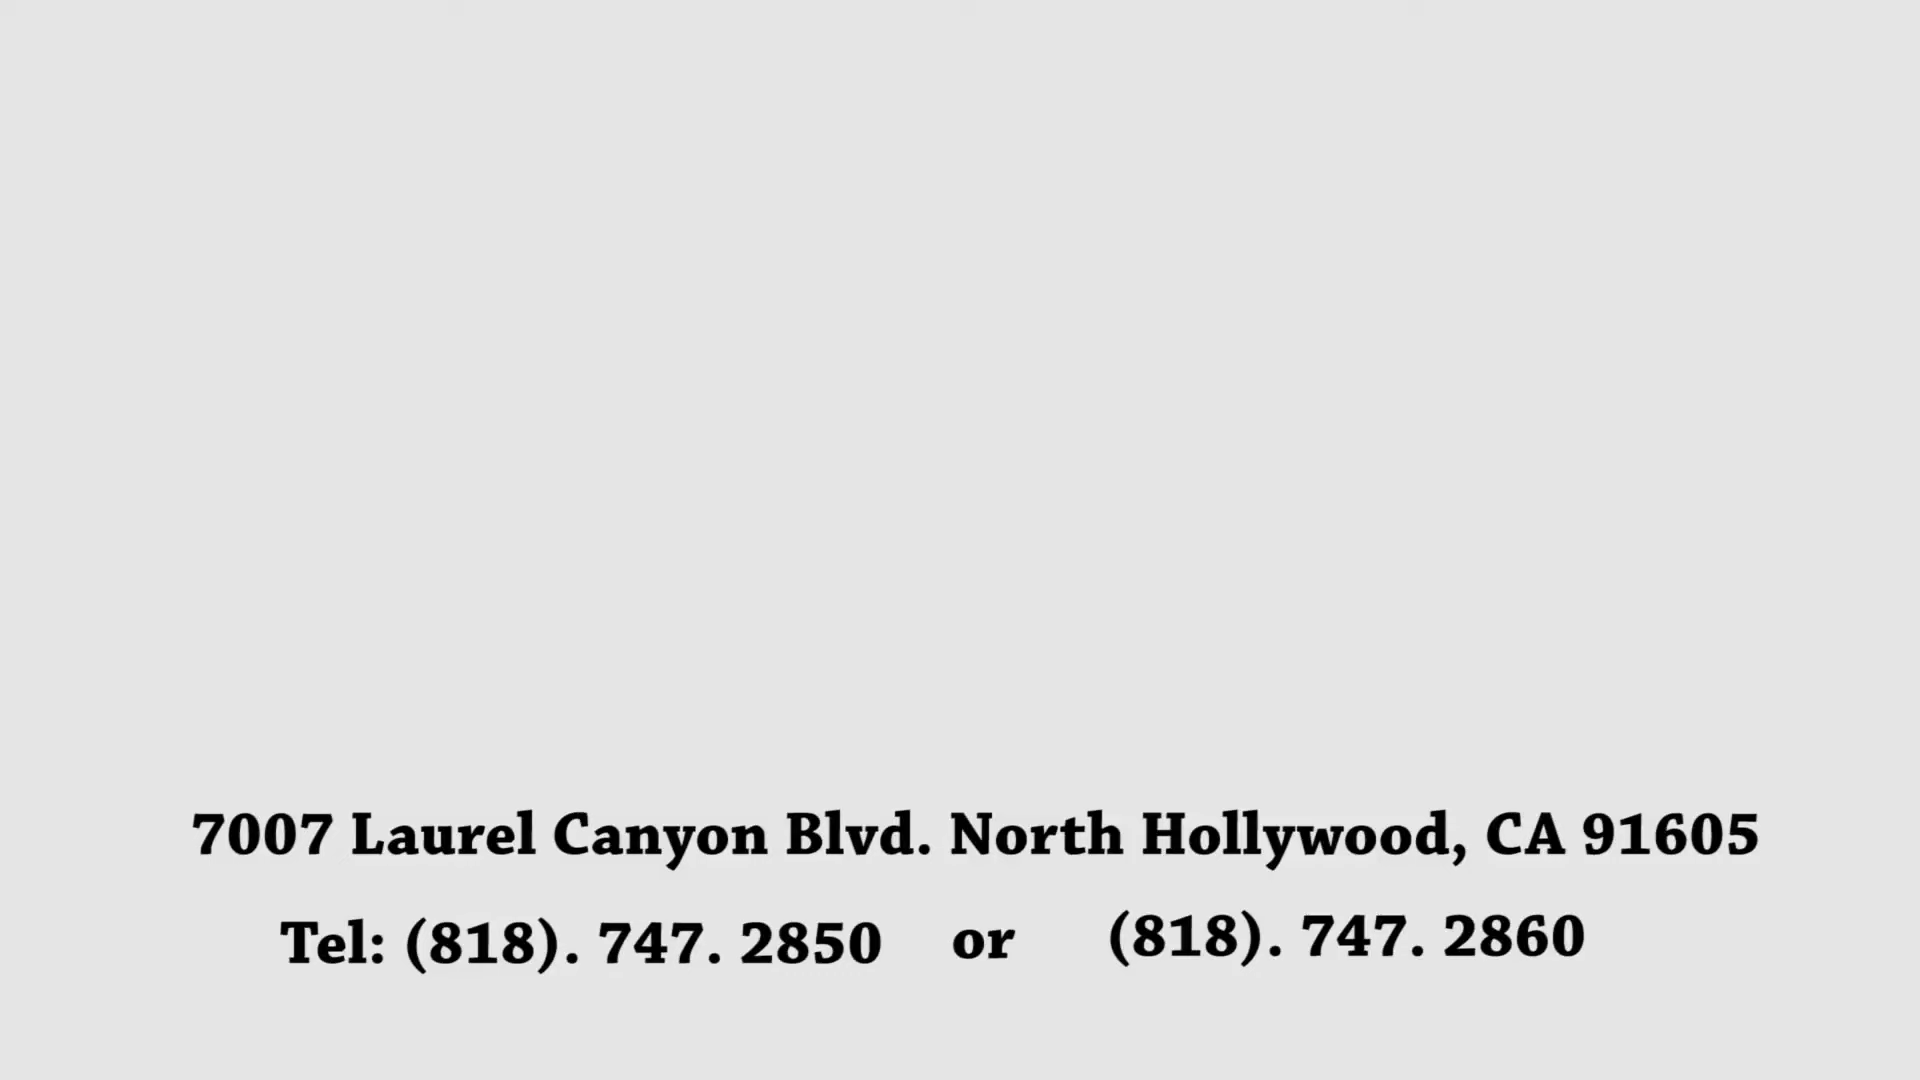 7007 Laurel Canyon Blvd. North Hollywood, CA 91605
Tel: (818). 747. 2850 or (818). 747. 2860